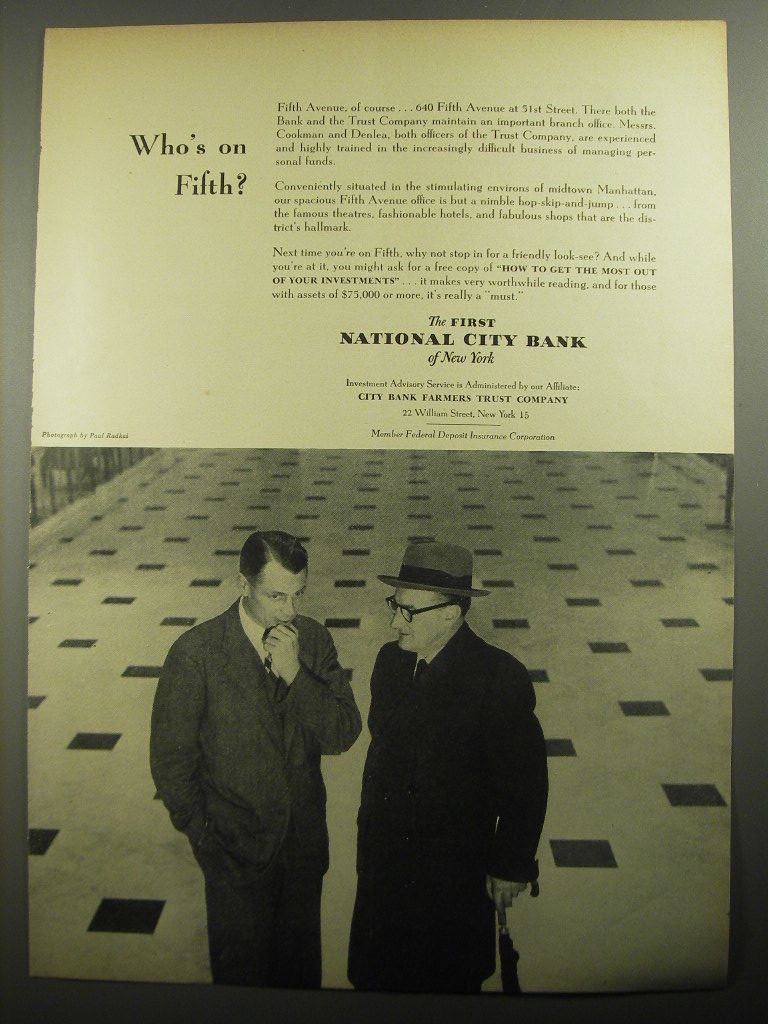 Who's on
Fifth?
Fifth Avenue, of course . . . 640 Fifth Avenue at 51st Street. There both the
Bank and the Trust Company maintain an important branch office. Messrs.
Cookman and Denlea, both officers of the Trust Company, are experienced
and highly trained in the increasingly difficult business of managing per-
sonal funds.
Conveniently situated in the stimulating environs of midtown Manhattan,
our spacious Fifth Avenue office is but a nimble hop-skip-and-jump . . . from
the famous theatres, fashionable hotels, and fabulous shops that are the dis-
trict's hallmark.
Next time you're on Fifth, why not stop in for a friendly look-see? And while
you're at it, you might ask for a free copy of "HOW TO GET THE MOST OUT
OF YOUR INVESTMENTS" . . . it makes very worthwhile reading, and for those
with assets of $75,000 or more, it's really a "must."
The FIRST
NATIONAL CITY BANK
of New York
Investment Advisory Service is Administered by our Affiliate:
CITY BANK FARMERS TRUST COMPANY
22 William Street, New York 15
Member Federal Deposit Insurance Corporation
Photograph by Paul Radkai